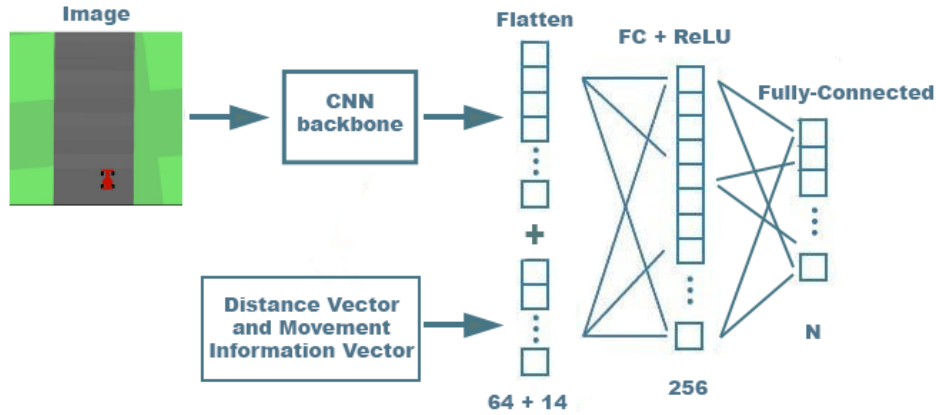 Image
Flatten
FC + ReLU
Fully-Connected
CNN
backbone
+
Distance Vector
and Movement
Information Vector
64 + 14
256
N